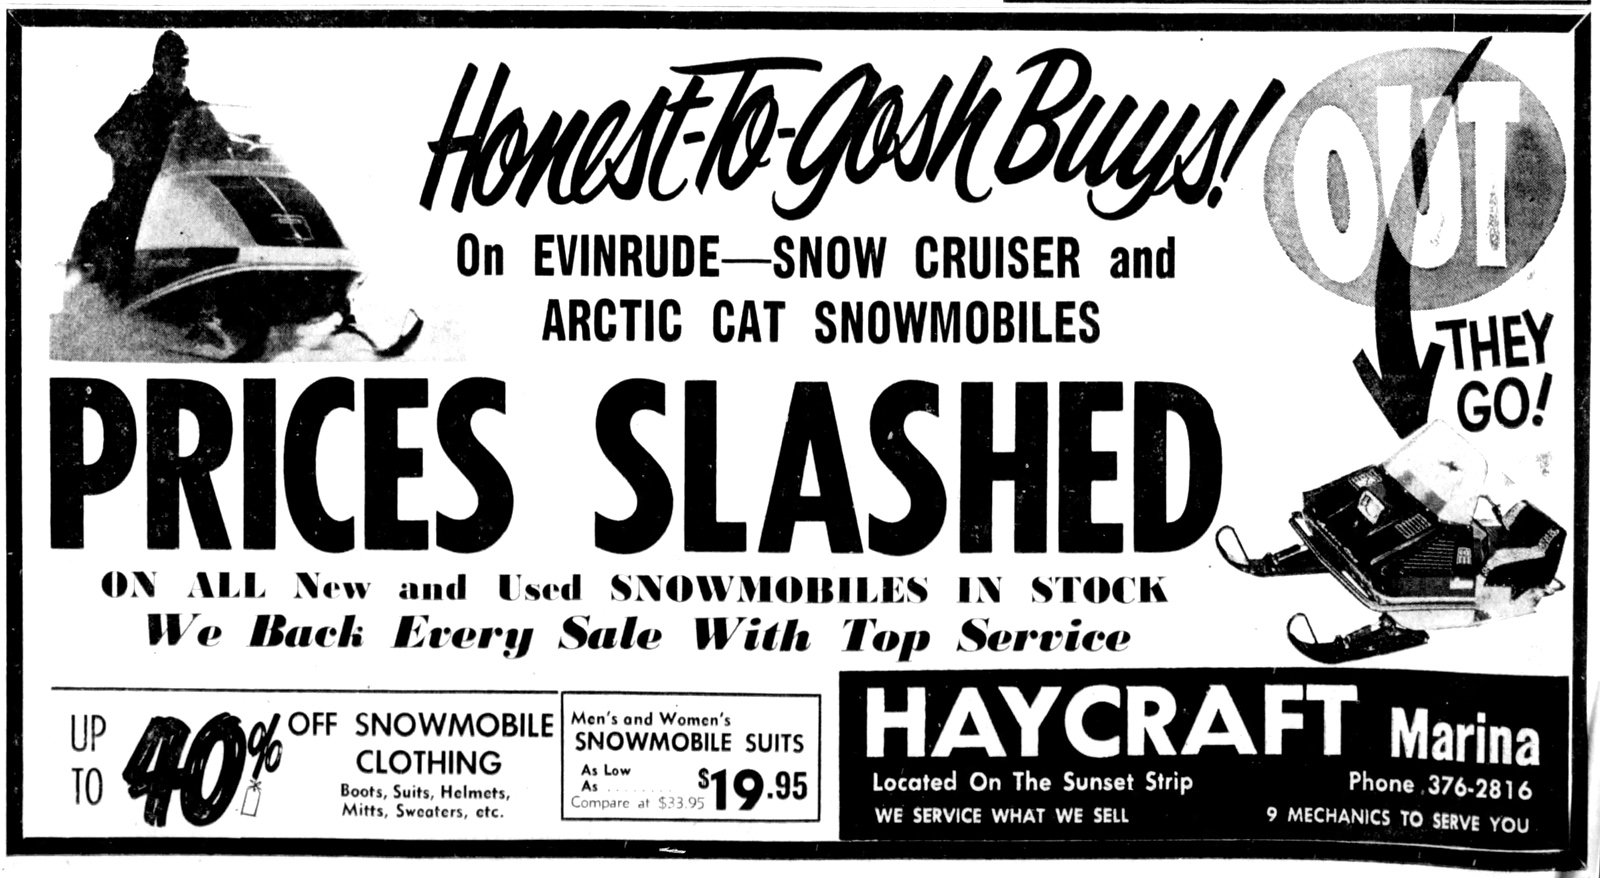 Honest-To-Gosh Buys!
On EVINRUDE—SNOW CRUISER and
ARCTIC CAT SNOWMOBILES
OUT
THEY
GO!
PRICES SLASHED
ON ALL New and Used SNOWMOBILES IN STOCK
We Back Every Sale With Top Service
UP
TO
40%
OFF SNOWMOBILE
CLOTHING
Boots, Suits, Helmets,
Mitts, Sweaters, etc.
Men's and Women's
SNOWMOBILE SUITS
As Low
As ........ $19.95
Compare at $33.95
HAYCRAFT Marina
Located On The Sunset Strip
Phone 376-2816
WE SERVICE WHAT WE SELL
9 MECHANICS TO SERVE YOU